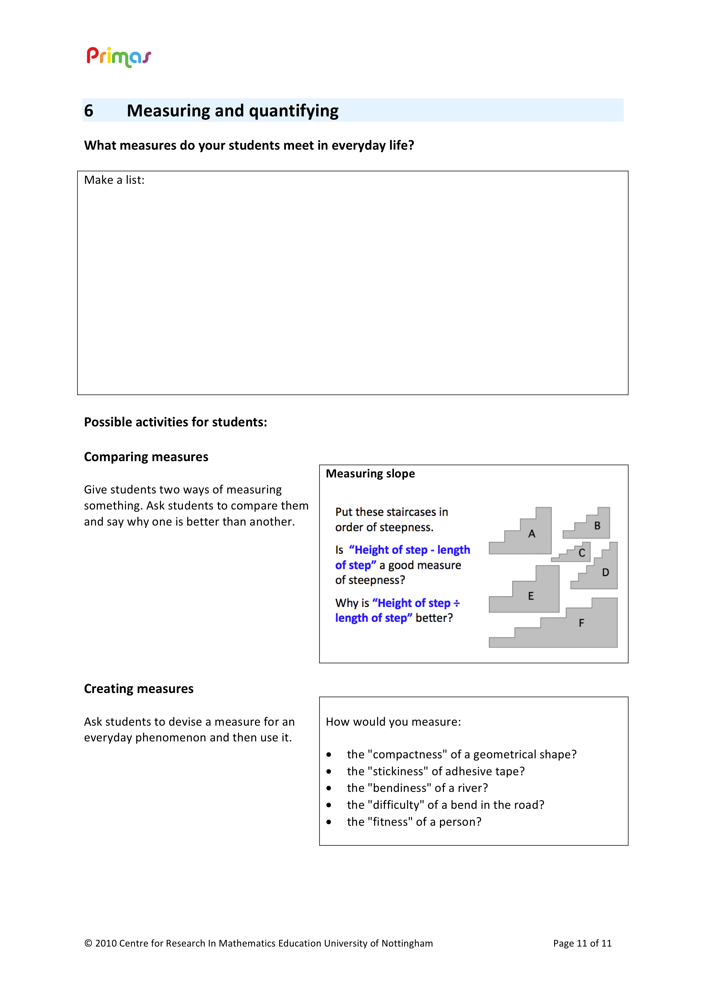 Primas
6 Measuring and quantifying
What measures do your students meet in everyday life?
Make a list:
Possible activities for students:
Comparing measures
Give students two ways of measuring
something. Ask students to compare them
and say why one is better than another.
Measuring slope
Put these staircases in
order of steepness.
Is “Height of step - length
of step” a good measure
of steepness?
Why is “Height of step ÷
length of step” better?
A
B
C
D
E
F
Creating measures
Ask students to devise a measure for an
everyday phenomenon and then use it.
How would you measure:
• the "compactness" of a geometrical shape?
• the "stickiness" of adhesive tape?
• the "bendiness" of a river?
• the "difficulty" of a bend in the road?
• the "fitness" of a person?
© 2010 Centre for Research In Mathematics Education University of Nottingham Page 11 of 11